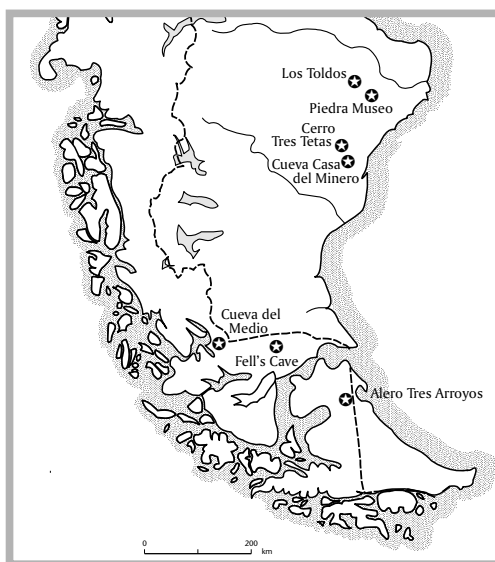 Los Toldos
Piedra Museo
Cerro
Tres Tetas
Cueva Casa
del Minero
Cueva del
Medio
Fell's Cave
Alero Tres Arroyos
0
200
km